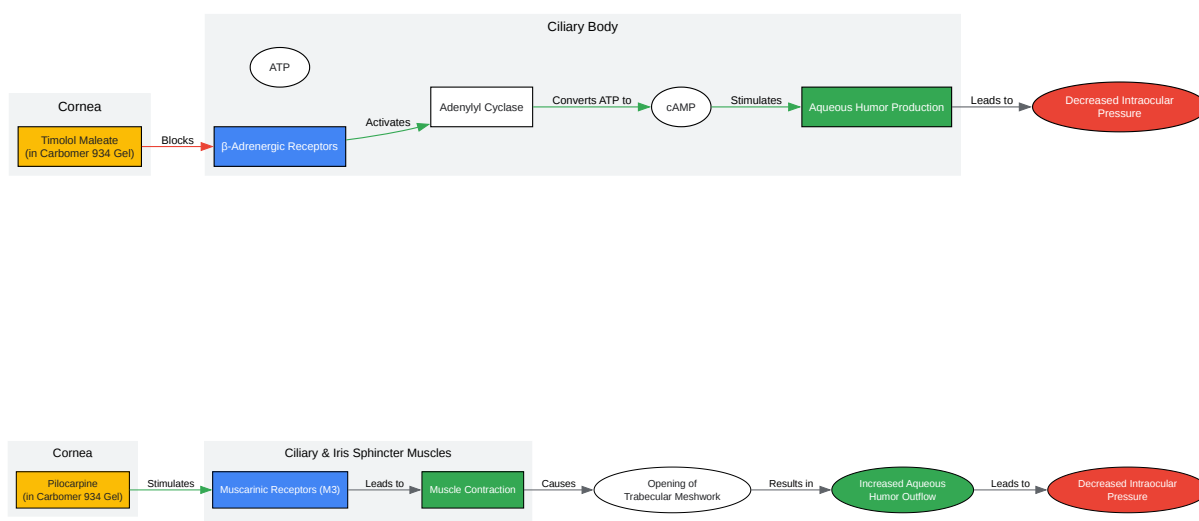 Ciliary Body
ATP
Cornea
Timolol Maleate
(in Carbomer 934 Gel)
Blocks
β-Adrenergic Receptors
Activates
Adenylyl Cyclase
Converts ATP to
cAMP
Stimulates
Aqueous Humor Production
Leads to
Decreased Intraocular
Pressure
Cornea
Pilocarpine
(in Carbomer 934 Gel)
Stimulates
Ciliary & Iris Sphincter Muscles
Muscarinic Receptors (M3)
Leads to
Muscle Contraction
Causes
Opening of
Trabecular Meshwork
Results in
Increased Aqueous
Humor Outflow
Leads to
Decreased Intraocular
Pressure